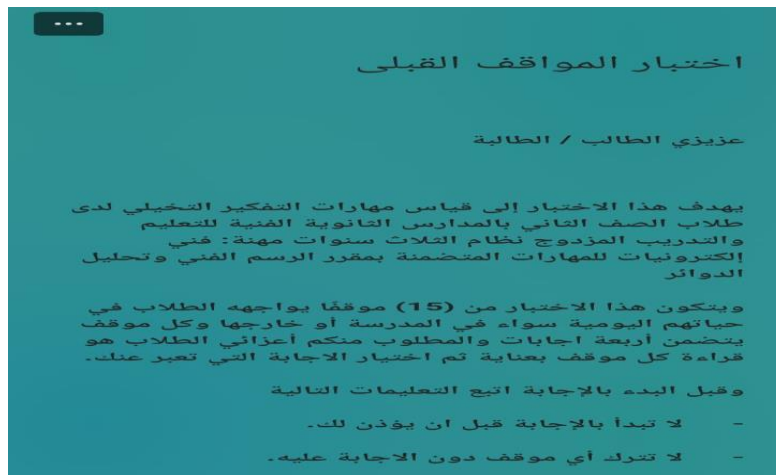 اختبار المواقف القبلى
عزيزي الطالب / الطالبة
يهدف هذا الاختبار إلى قياس مهارات التفكير التخيلي لدى
طلاب الصف الثاني بالمدارس الثانوية الفنية للتعليم
والتدريب المزدوج نظام الثلاث سنوات مهنة: فني
إلكترونيات للمهارات المتضمنة بمقرر الرسم الفني وتحليل
الدوائر
ويتكون هذا الاختبار من (15) موقفًا يواجهه الطلاب في
حياتهم اليومية سواء في المدرسة أو خارجها وكل موقف
يتضمن أربعة اجابات والمطلوب منكم أعزائي الطلاب هو
قراءة كل موقف بعناية ثم اختيار الاجابة التي تعبر عنك.
وقبل البدء بالإجابة اتبع التعليمات التالية
- لا تبدأ بالإجابة قبل ان يؤذن لك.
- لا تترك أي موقف دون الاجابة عليه.